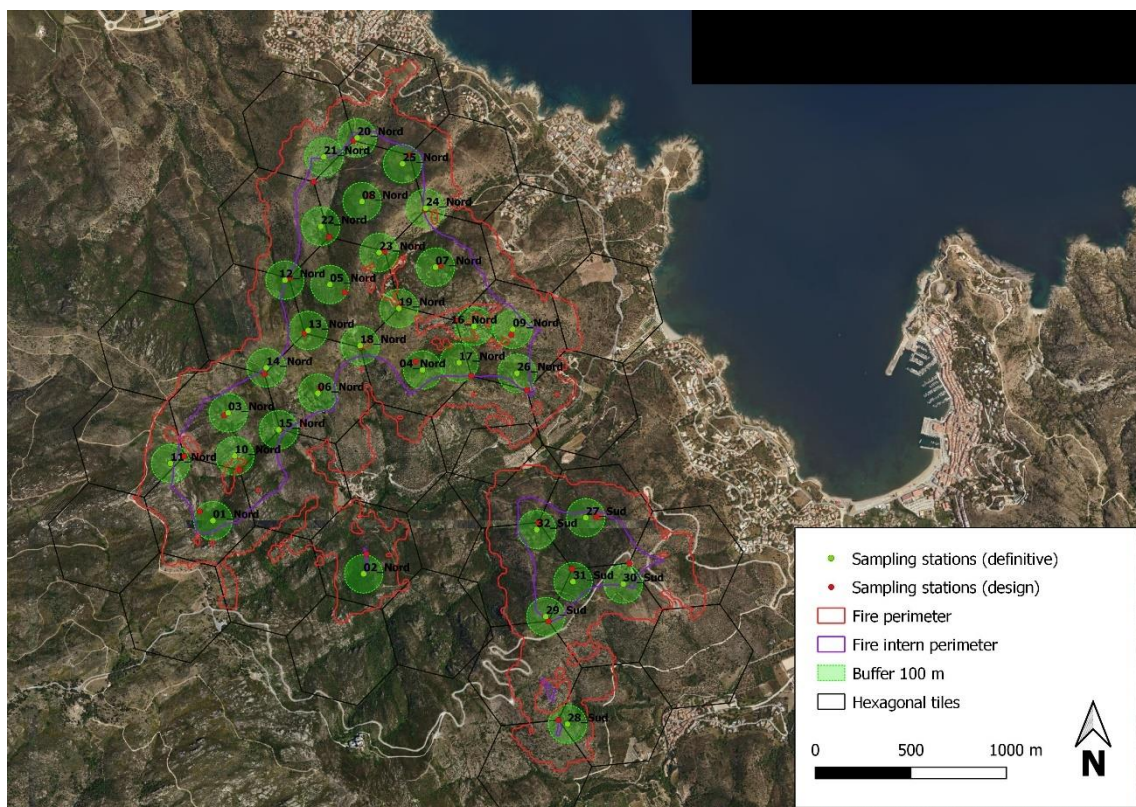 20_Nord
21_Nord
25_Nord
08_Nord
24_Nord
22_Nord
23_Nord
07_Nord
12_Nord
05_Nord
19_Nord
16_Nord
09_Nord
13_Nord
18_Nord
17_Nord
04_Nord
26_Nord
14_Nord
06_Nord
03_Nord
15_Nord
10_Nord
11_Nord
01_Nord
27_Sud
32_Sud
02_Nord
31_Sud
30_Sud
29_Sud
28_Sud
Sampling stations (definitive)
Sampling stations (design)
Fire perimeter
Fire intern perimeter
Buffer 100 m
Hexagonal tiles
0 500 1000 m
N